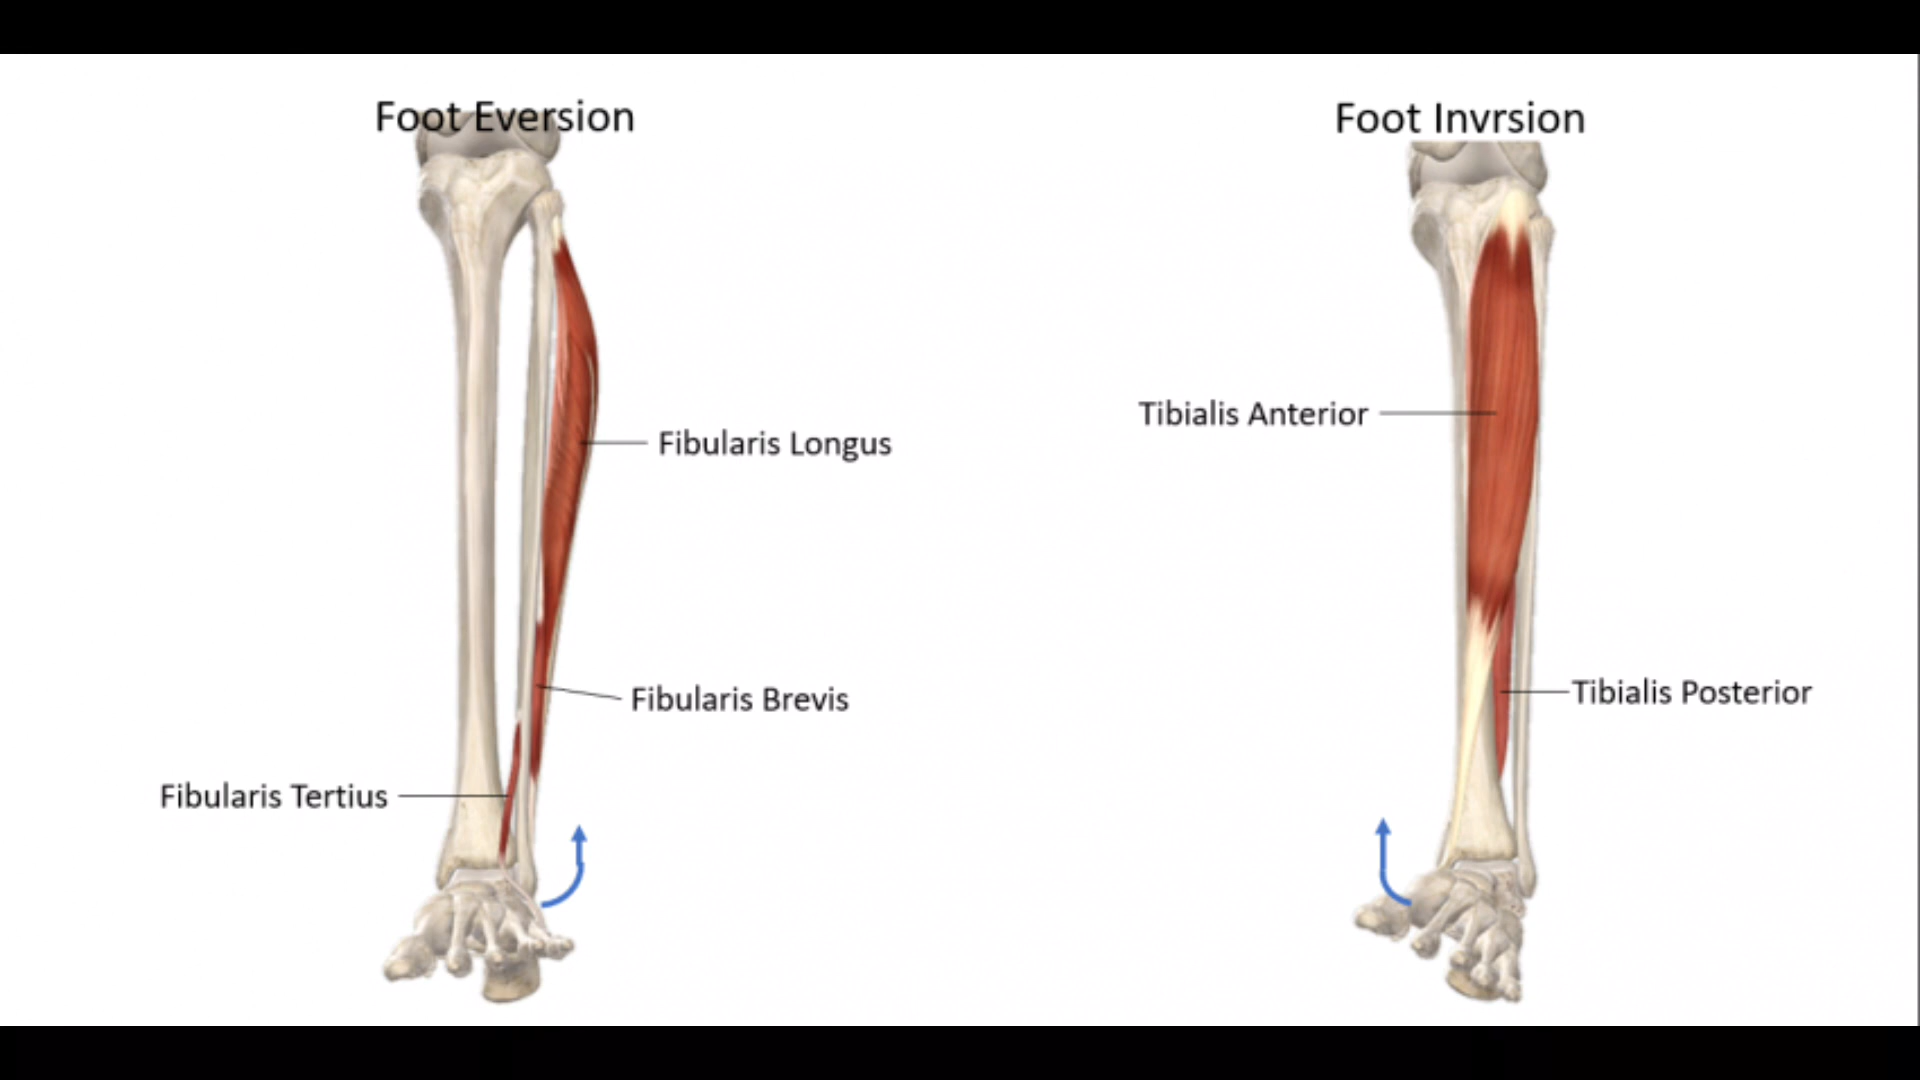 Foot Eversion
Fibularis Longus
Fibularis Brevis
Fibularis Tertius
Foot Invrsion
Tibialis Anterior
Tibialis Posterior